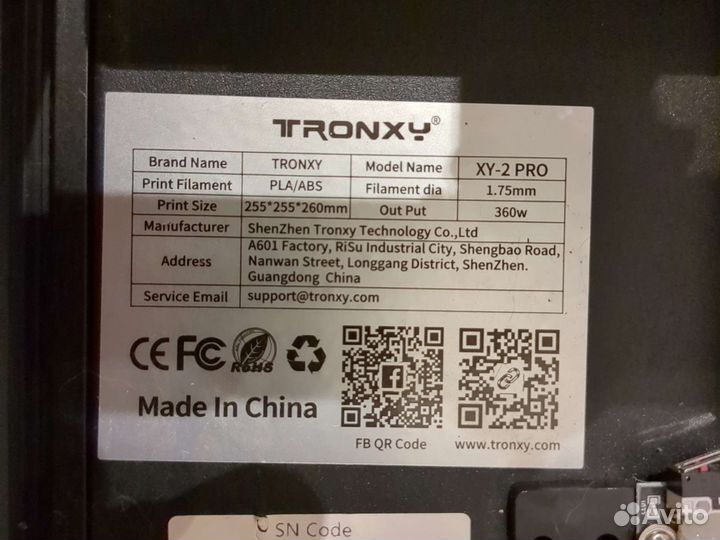 TRONXY®
Brand Name TRONXY Model Name XY-2 PRO
Print Filament PLA/ABS Filament dia 1.75mm
Print Size 255*255*260mm Out Put 360w
Manufacturer ShenZhen Tronxy Technology Co.,Ltd
Address A601 Factory, RiSu Industrial City, Shengbao Road,
Nanwan Street, Longgang District, ShenZhen.
Guangdong China
Service Email support@tronxy.com
CE FC RoHS
Made In China
FB QR Code www.tronxy.com
SN Code
Avito